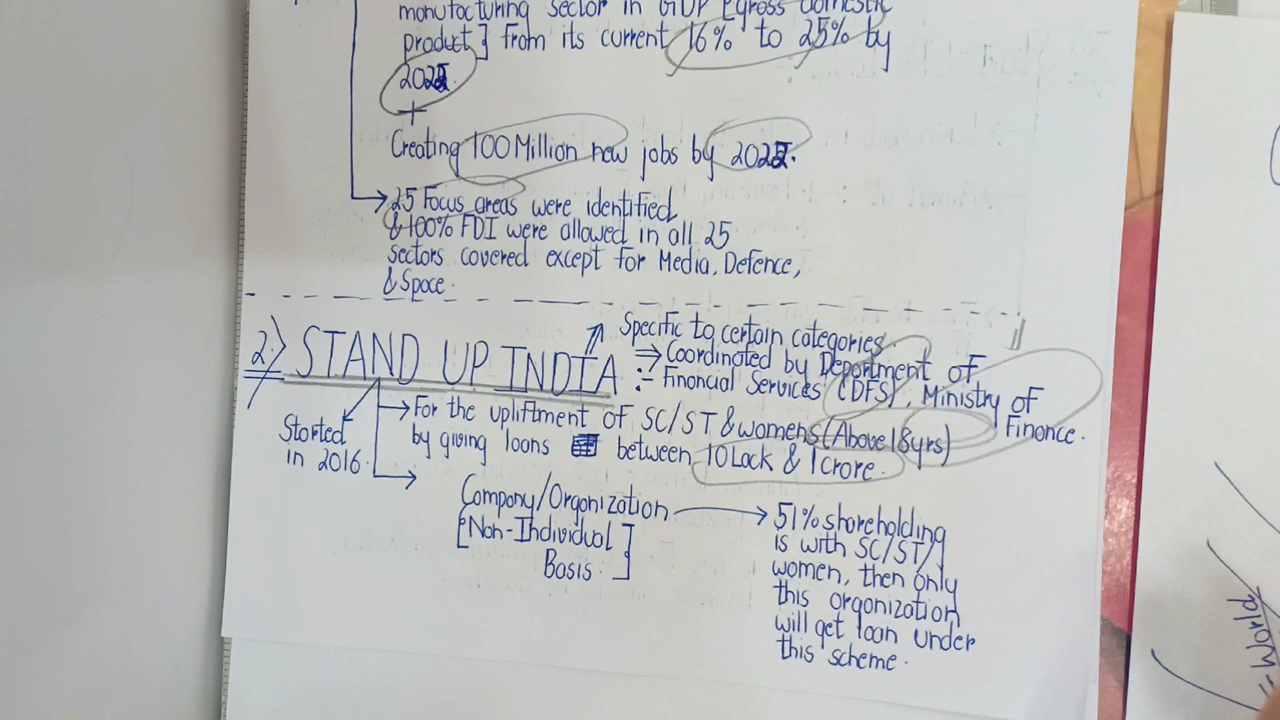 manufacturing sector in GDP [gross domestic
product] from its current 16% to 25% by
2025.
+
Creating 100 Million new jobs by 2022.
25 Focus areas were identified
& 100% FDI were allowed in all 25
sectors covered except for Media, Defence,
& Space.
2.) STAND UP INDIA :-
Specific to certain categories.
⇒ Coordinated by Department of
Financial Services (DFS), Ministry of
Finance.
Started
in 2016.
For the upliftment of SC/ST & womens (Above 18yrs)
by giving loans between 10 Lack & 1 Crore.
Company/Organization
[Non-Individual
Basis.]
51% shareholding
is with SC/ST/
women, then only
this organization
will get loan under
this scheme.
World